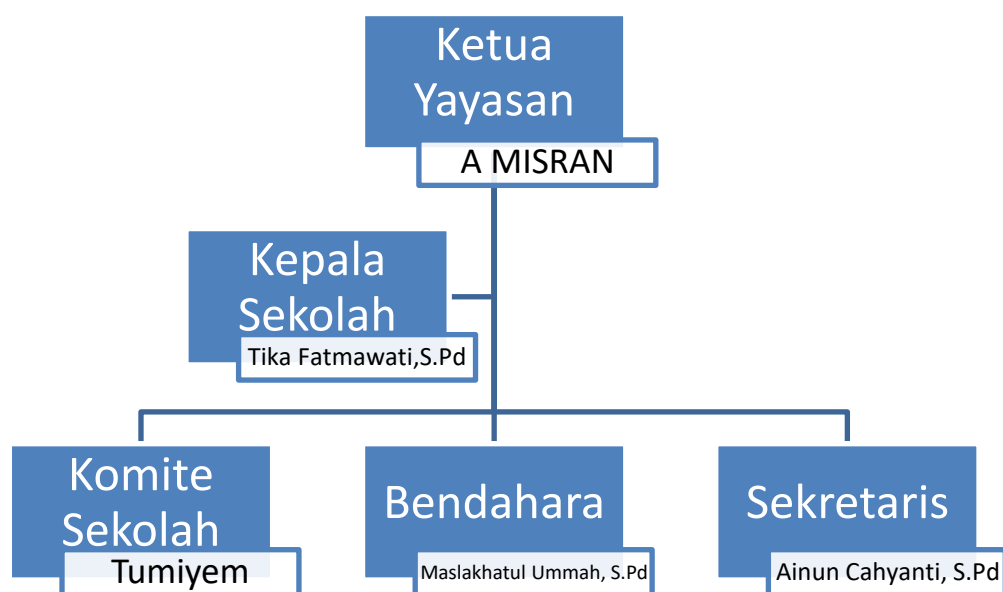 Ketua
Yayasan
A MISRAN
Kepala
Sekolah
Tika Fatmawati,S.Pd
Komite
Sekolah
Tumiyem
Bendahara
Maslakhatul Ummah, S.Pd
Sekretaris
Ainun Cahyanti, S.Pd